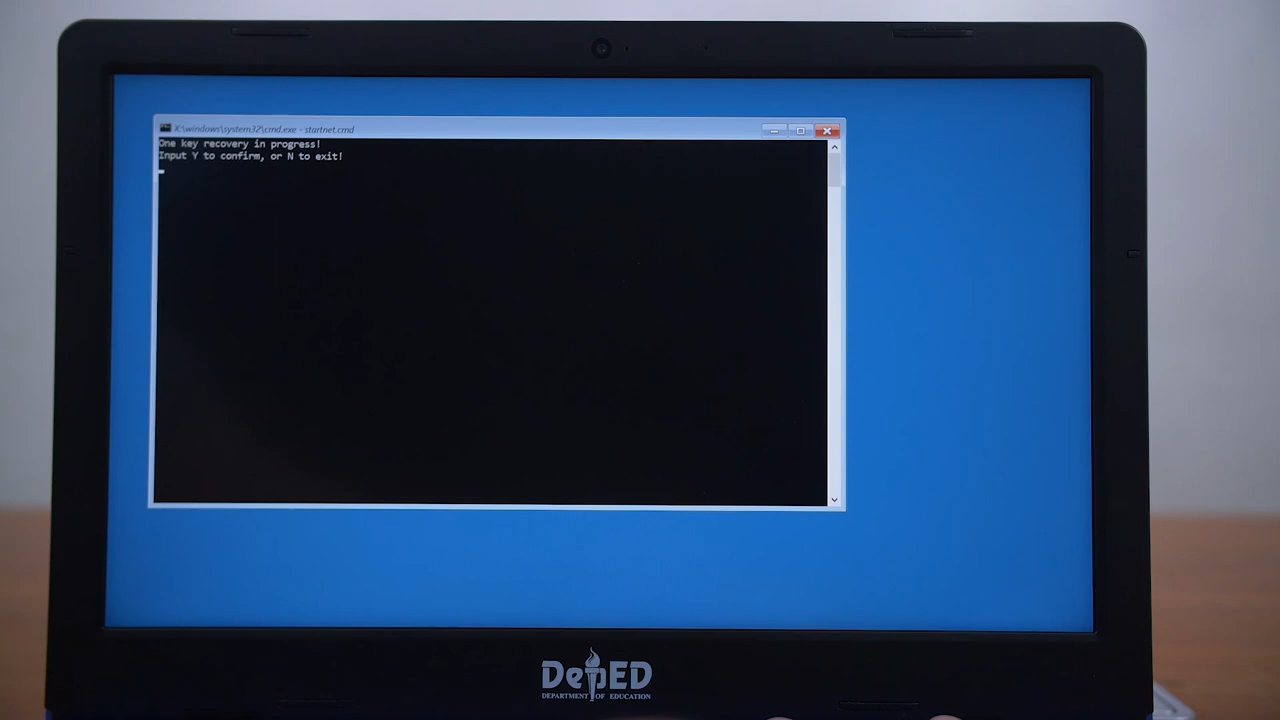 X:\windows\system32\cmd.exe - startnet.cmd
One key recovery in progress!
Input Y to confirm, or N to exit!
DepED
DEPARTMENT OF EDUCATION